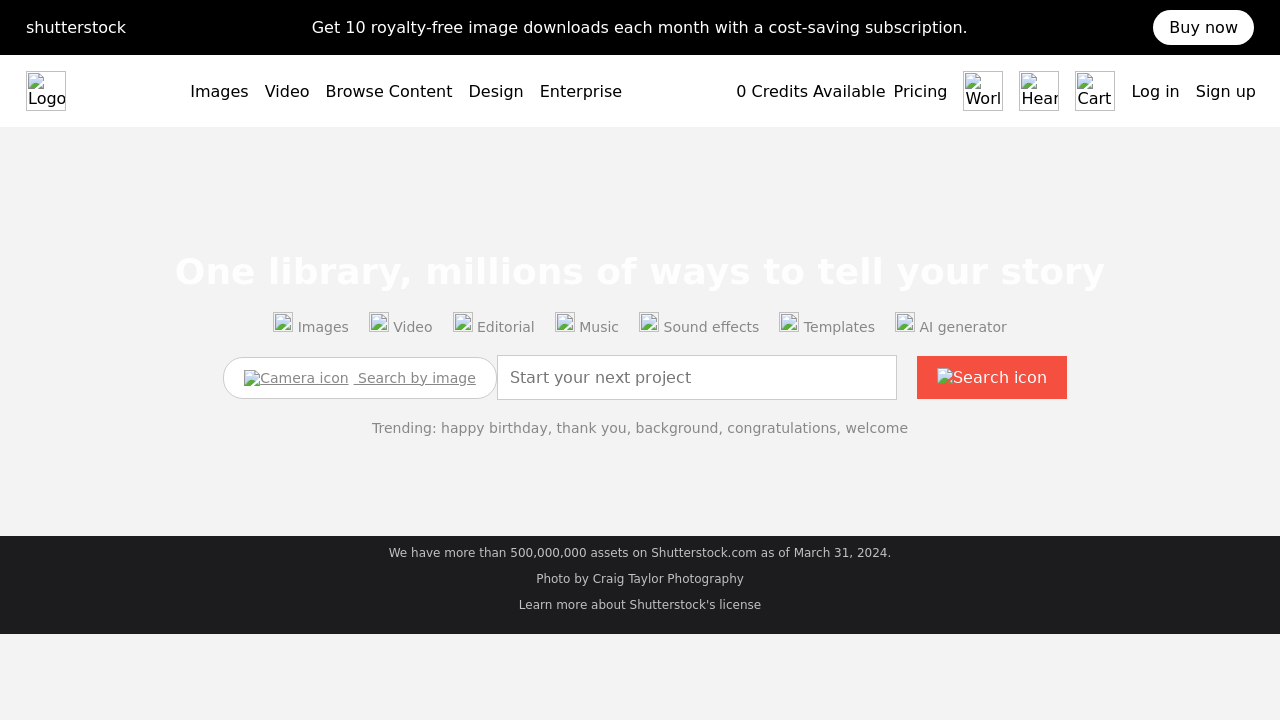 shutterstock
Get 10 royalty-free image downloads each month with a cost-saving subscription.
Buy now
Logo
Images
Video
Browse Content
Design
Enterprise
0 Credits Available
Pricing
Worl
Hear
Cart
Log in
Sign up
One library, millions of ways to tell your story
Images
Video
Editorial
Music
Sound effects
Templates
AI generator
Camera icon Search by image
Start your next project
Search icon
Trending: happy birthday, thank you, background, congratulations, welcome
We have more than 500,000,000 assets on Shutterstock.com as of March 31, 2024.
Photo by Craig Taylor Photography
Learn more about Shutterstock's license